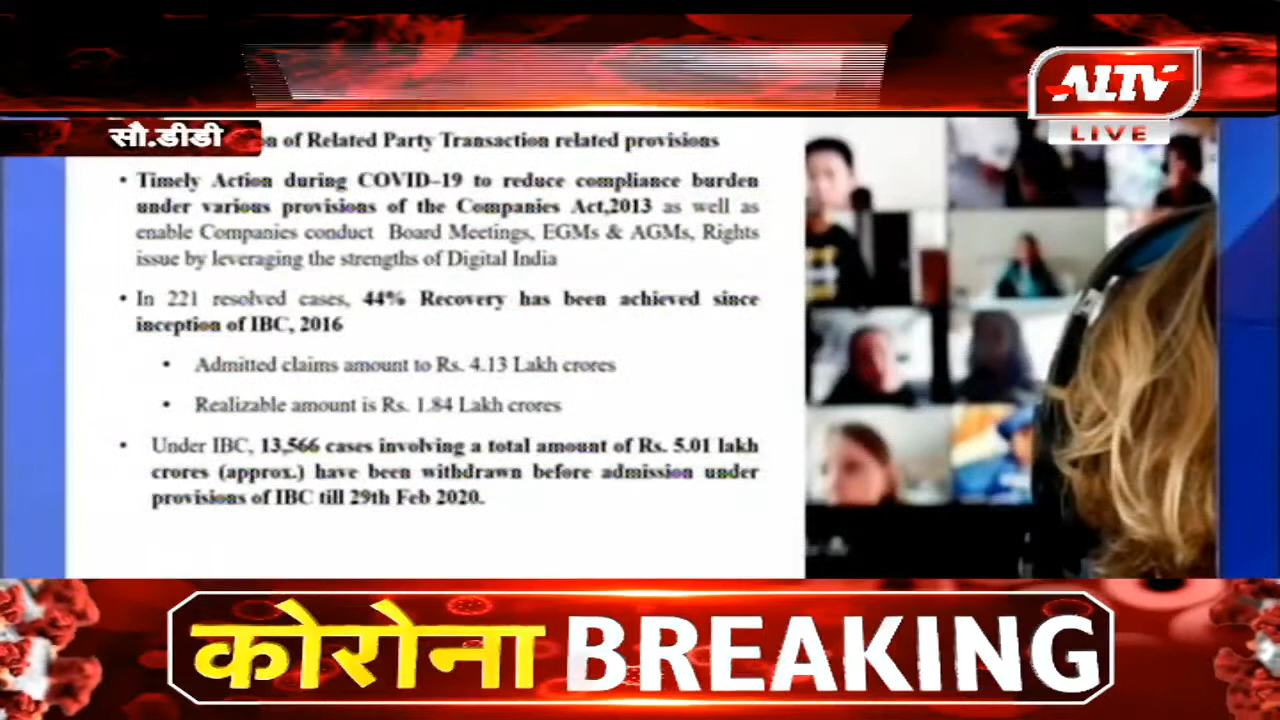 ALTV
LIVE
सौ.डीडी
n of Related Party Transaction related provisions
• Timely Action during COVID–19 to reduce compliance burden
under various provisions of the Companies Act,2013 as well as
enable Companies conduct Board Meetings, EGMs & AGMs, Rights
issue by leveraging the strengths of Digital India
• In 221 resolved cases, 44% Recovery has been achieved since
inception of IBC, 2016
• Admitted claims amount to Rs. 4.13 Lakh crores
• Realizable amount is Rs. 1.84 Lakh crores
• Under IBC, 13,566 cases involving a total amount of Rs. 5.01 lakh
crores (approx.) have been withdrawn before admission under
provisions of IBC till 29th Feb 2020.
कोरोना BREAKING